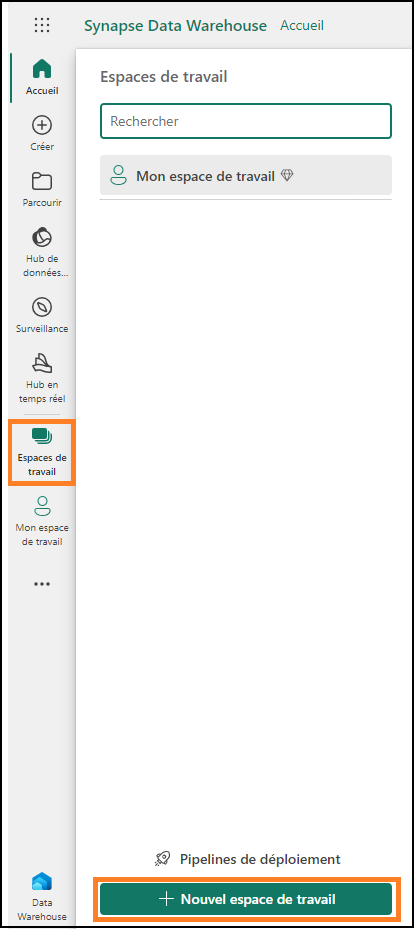 Synapse Data Warehouse Accueil
Accueil
Créer
Parcourir
Hub de
données...
Surveillance
Hub en
temps réel
Espaces de
travail
Mon espace
de travail
Data
Warehouse
Espaces de travail
Rechercher
Mon espace de travail
Pipelines de déploiement
Nouvel espace de travail